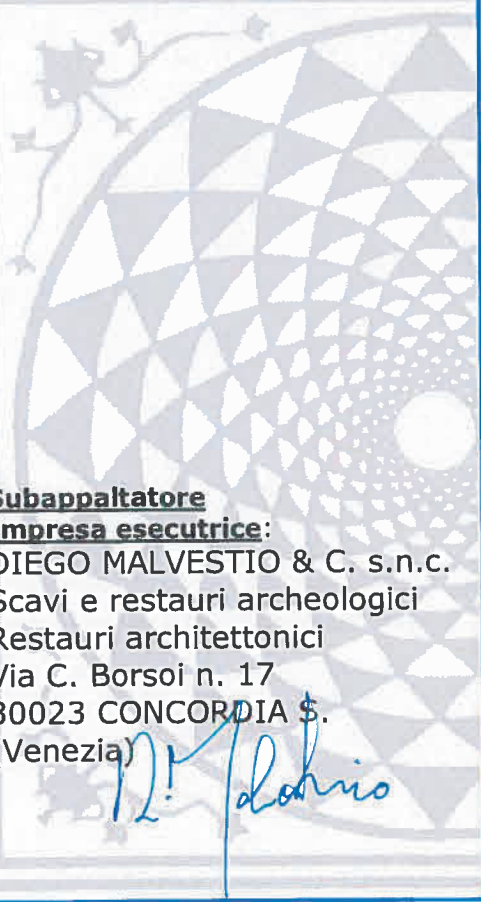 Subappaltatore
Impresa esecutrice:
DIEGO MALVESTIO & C. s.n.c.
Scavi e restauri archeologici
Restauri architettonici
Via C. Borsoi n. 17
30023 CONCORDIA S.
(Venezia)